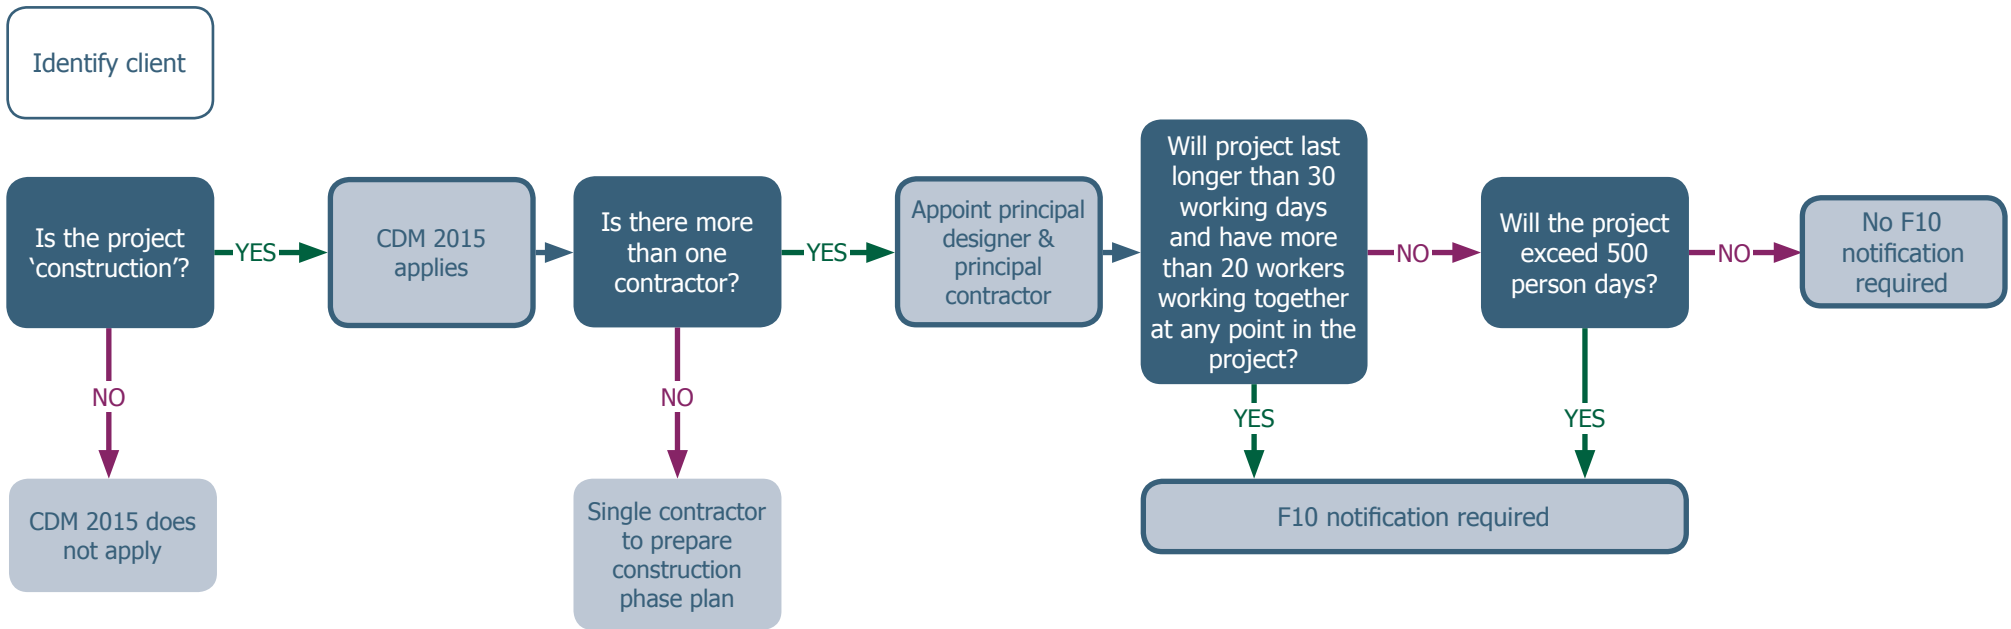 Identify client
Is the project
‘construction’?
YES
NO
CDM 2015 does
not apply
CDM 2015
applies
Is there more
than one
contractor?
NO
Single contractor
to prepare
construction
phase plan
YES
Appoint principal
designer &
principal
contractor
Will project last
longer than 30
working days
and have more
than 20 workers
working together
at any point in the
project?
YES
NO
Will the project
exceed 500
person days?
YES
F10 notification required
NO
No F10
notification
required